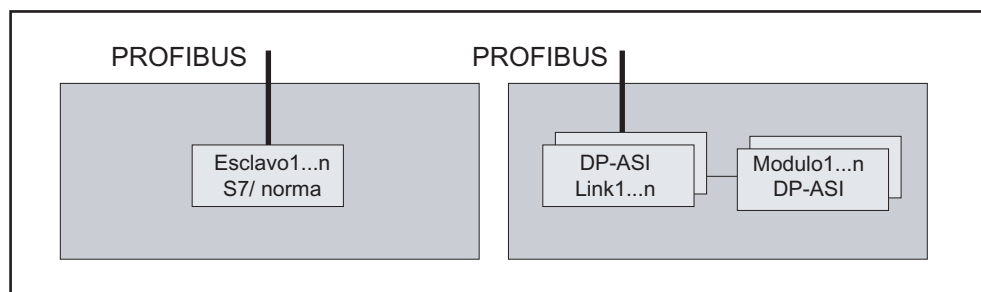 PROFIBUS
Esclavo1...n
S7/ norma
PROFIBUS
DP-ASI
Link1...n
Modulo1...n
DP-ASI